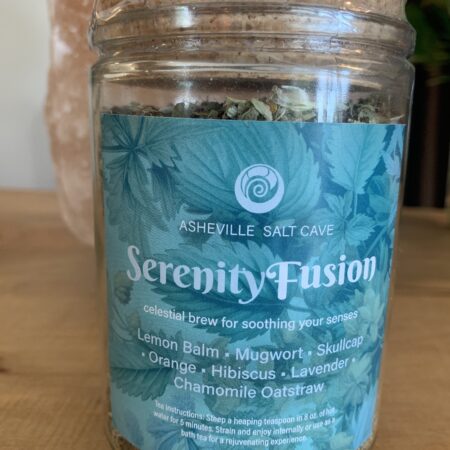 ASHEVILLE SALT CAVE
Serenity Fusion
celestial brew for soothing your senses
Lemon Balm • Mugwort • Skullcap
• Orange • Hibiscus • Lavender •
Chamomile Oatstraw
Tea Instructions: Steep a heaping teaspoon in 8 oz. of hot
water for 5 minutes. Strain and enjoy internally or use as a
bath tea for a rejuvenating experience.